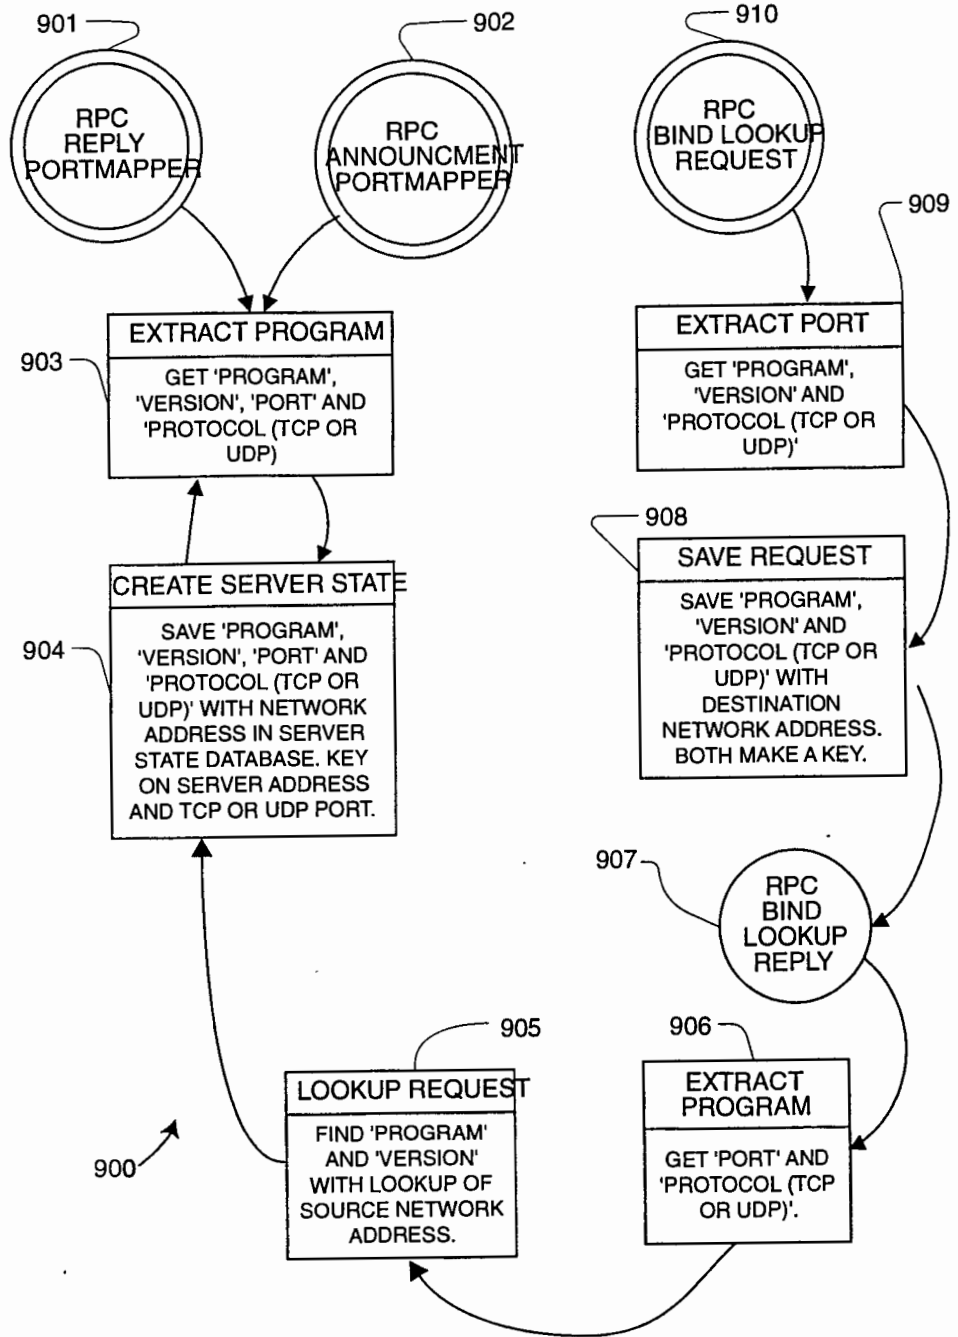 901
RPC
REPLY
PORTMAPPER
902
RPC
ANNOUNCMENT
PORTMAPPER
910
RPC
BIND LOOKUP
REQUEST
903
EXTRACT PROGRAM
GET 'PROGRAM',
'VERSION', 'PORT' AND
'PROTOCOL (TCP OR
UDP)
909
EXTRACT PORT
GET 'PROGRAM',
'VERSION' AND
'PROTOCOL (TCP OR
UDP)'
904
CREATE SERVER STATE
SAVE 'PROGRAM',
'VERSION', 'PORT' AND
'PROTOCOL (TCP OR
UDP)' WITH NETWORK
ADDRESS IN SERVER
STATE DATABASE. KEY
ON SERVER ADDRESS
AND TCP OR UDP PORT.
908
SAVE REQUEST
SAVE 'PROGRAM',
'VERSION' AND
'PROTOCOL (TCP OR
UDP)' WITH
DESTINATION
NETWORK ADDRESS.
BOTH MAKE A KEY.
907
RPC
BIND
LOOKUP
REPLY
905
LOOKUP REQUEST
FIND 'PROGRAM'
AND 'VERSION'
WITH LOOKUP OF
SOURCE NETWORK
ADDRESS.
906
EXTRACT
PROGRAM
GET 'PORT' AND
'PROTOCOL (TCP
OR UDP)'.
900